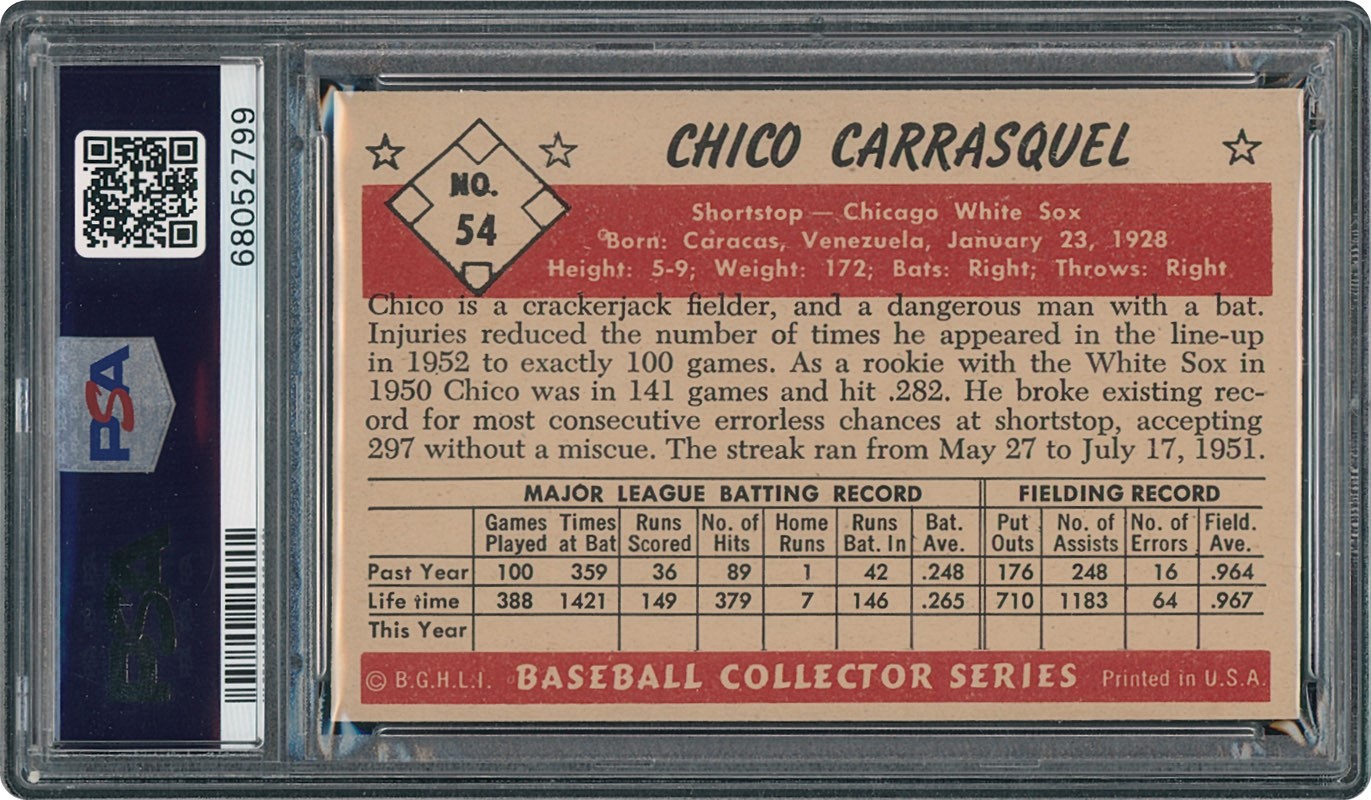 68052799
PSA
PSA
NO.
54
CHICO CARRASQUEL
Shortstop — Chicago White Sox
Born: Caracas, Venezuela, January 23, 1928
Height: 5-9; Weight: 172; Bats: Right; Throws: Right
Chico is a crackerjack fielder, and a dangerous man with a bat.
Injuries reduced the number of times he appeared in the line-up
in 1952 to exactly 100 games. As a rookie with the White Sox in
1950 Chico was in 141 games and hit .282. He broke existing rec-
ord for most consecutive errorless chances at shortstop, accepting
297 without a miscue. The streak ran from May 27 to July 17, 1951.
MAJOR LEAGUE BATTING RECORD FIELDING RECORD
Games Times Runs No. of Home Runs Bat. Put No. of No. of Field.
Played at Bat Scored Hits Runs Bat. In Ave. Outs Assists Errors Ave.
Past Year 100 359 36 89 1 42 .248 176 248 16 .964
Life time 388 1421 149 379 7 146 .265 710 1183 64 .967
This Year
© B.G.H.L.I. BASEBALL COLLECTOR SERIES Printed in U.S.A.